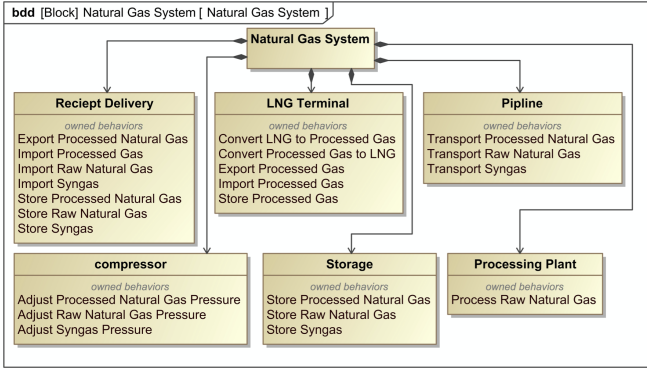 bdd [Block] Natural Gas System [ Natural Gas System ]
Natural Gas System
Reciept Delivery
owned behaviors
Export Processed Natural Gas
Import Processed Gas
Import Raw Natural Gas
Import Syngas
Store Processed Natural Gas
Store Raw Natural Gas
Store Syngas
LNG Terminal
owned behaviors
Convert LNG to Processed Gas
Convert Processed Gas to LNG
Export Processed Gas
Import Processed Gas
Store Processed Gas
Pipline
owned behaviors
Transport Processed Natural Gas
Transport Raw Natural Gas
Transport Syngas
compressor
owned behaviors
Adjust Processed Natural Gas Pressure
Adjust Raw Natural Gas Pressure
Adjust Syngas Pressure
Storage
owned behaviors
Store Processed Natural Gas
Store Raw Natural Gas
Store Syngas
Processing Plant
owned behaviors
Process Raw Natural Gas